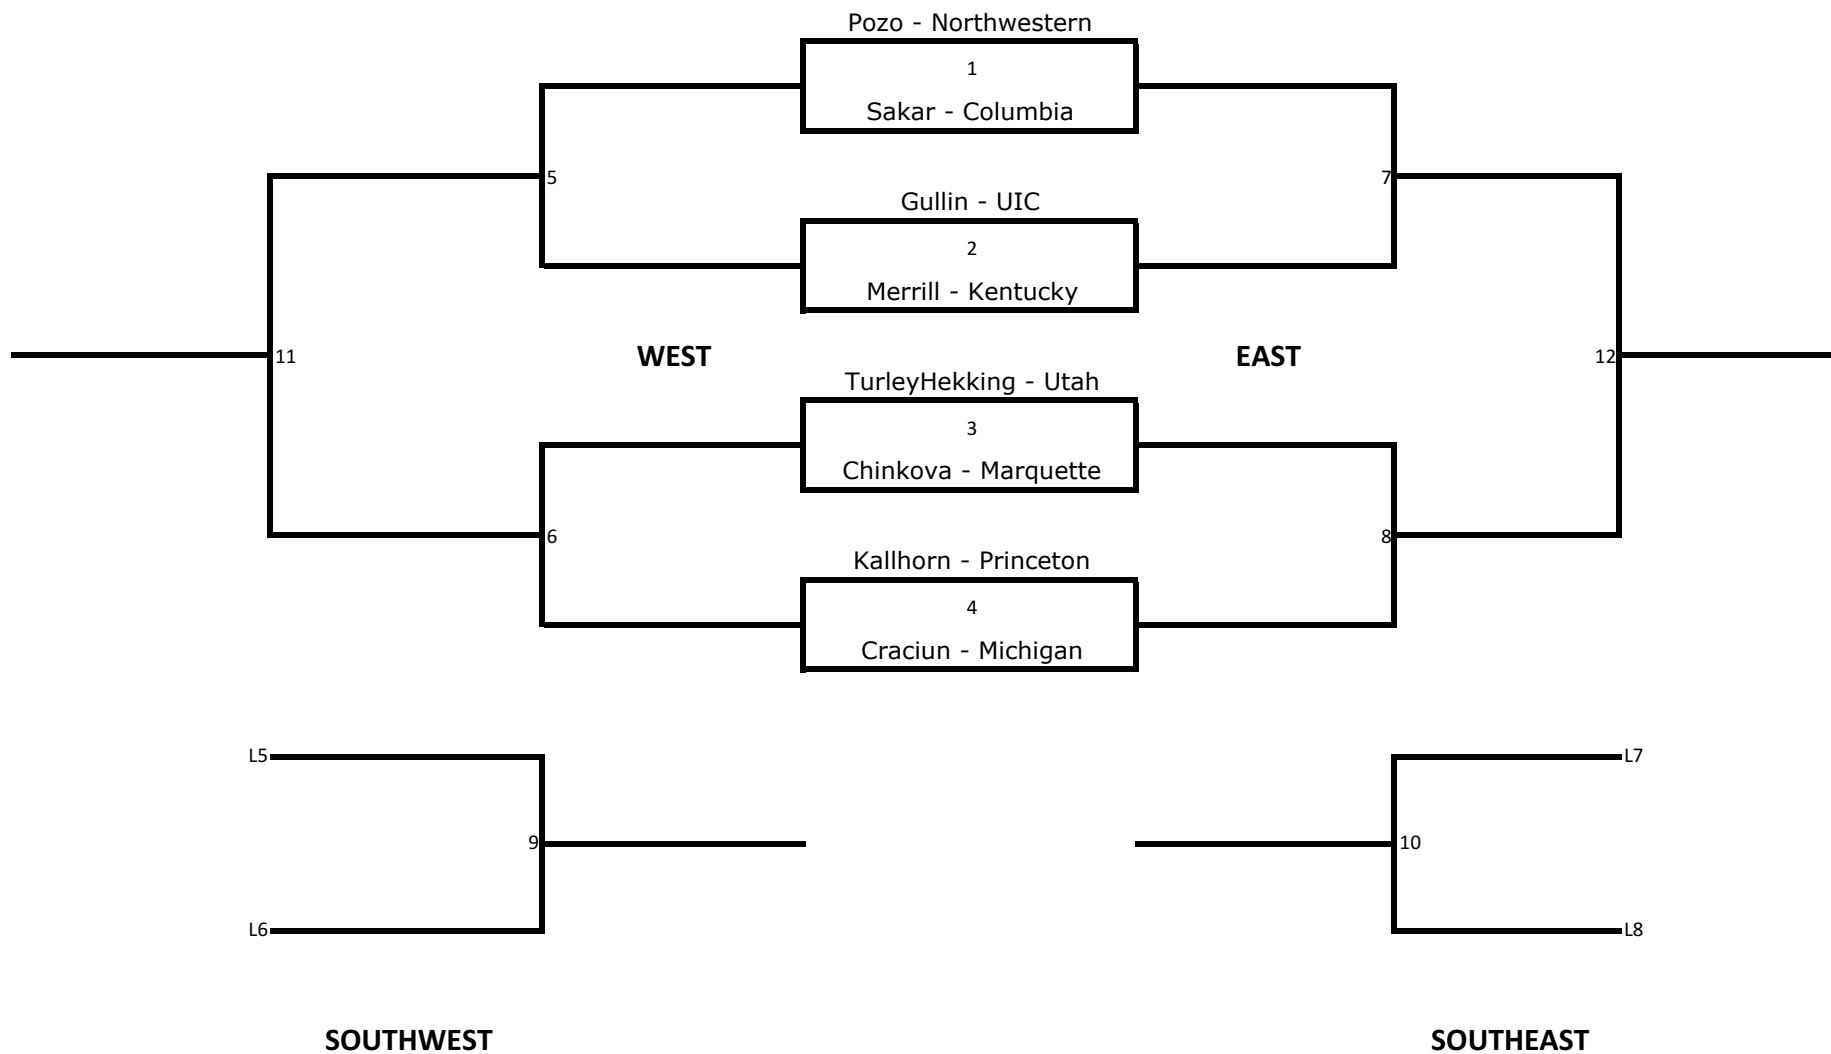 Pozo - Northwestern
1
Sakar - Columbia
5
7
Gullin - UIC
2
Merrill - Kentucky
11
WEST
EAST
12
TurleyHekking - Utah
3
Chinkova - Marquette
6
8
Kallhorn - Princeton
4
Craciun - Michigan
L5
L7
9
10
L6
L8
SOUTHWEST
SOUTHEAST